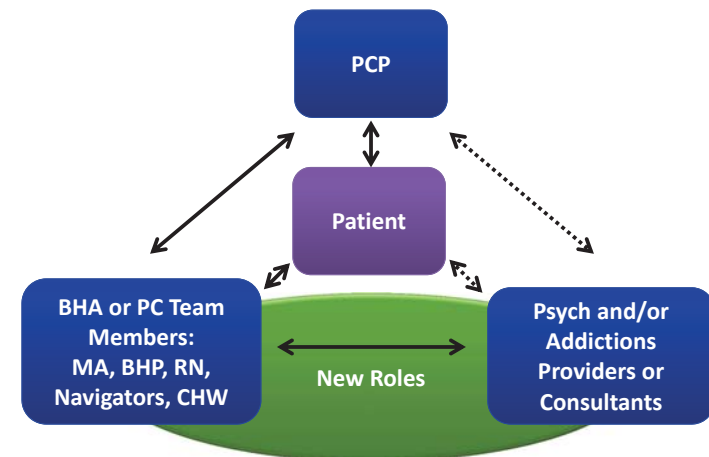 PCP
Patient
BHA or PC Team
Members:
MA, BHP, RN,
Navigators, CHW
New Roles
Psych and/or
Addictions
Providers or
Consultants